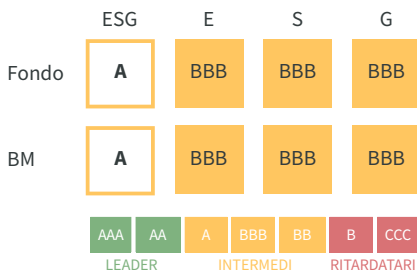 ESG E S G
Fondo A BBB BBB BBB
BM A BBB BBB BBB
AAA AA A BBB BB B CCC
LEADER INTERMEDI RITARDATARI